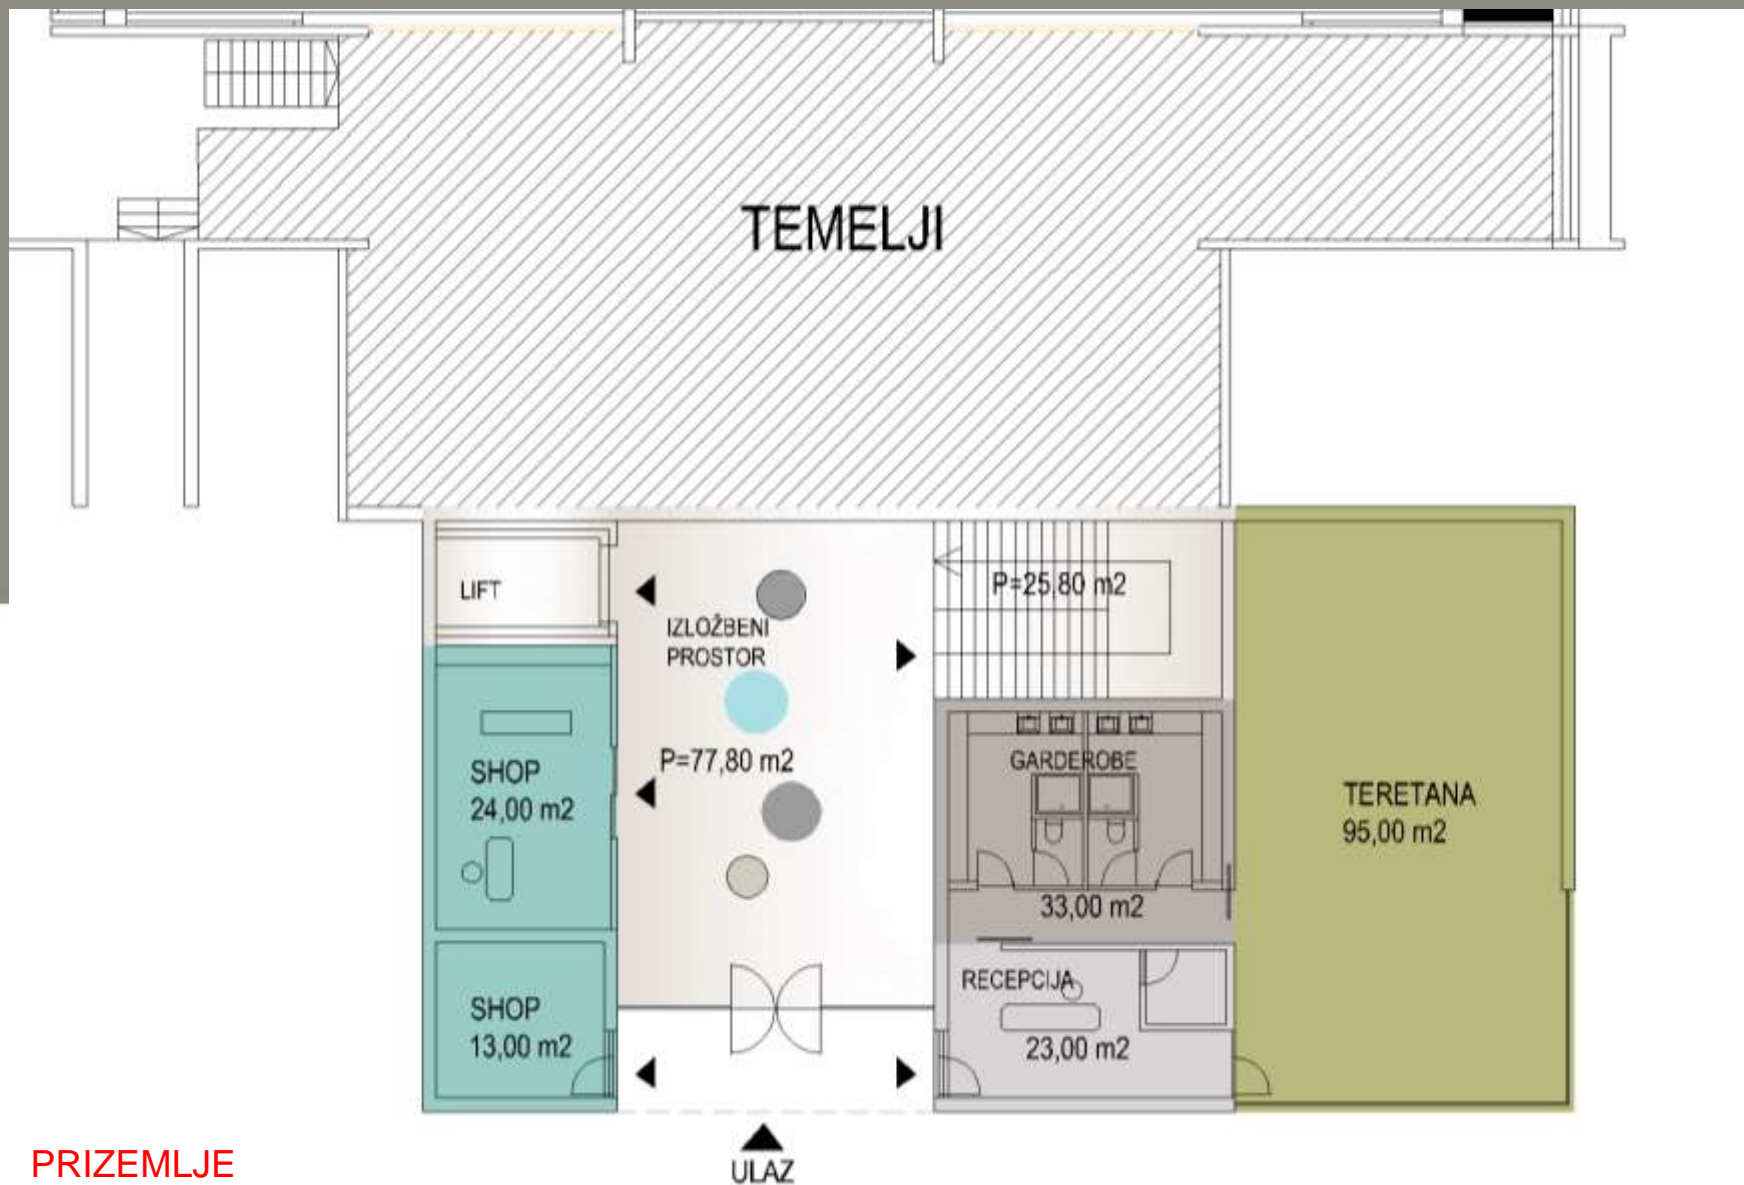 TEMELJI
LIFT
P=25,80 m2
IZLOŽBENI
PROSTOR
P=77,80 m2
SHOP
24,00 m2
GARDEROBE
33,00 m2
TERETANA
95,00 m2
RECEPCIJA
23,00 m2
SHOP
13,00 m2
ULAZ
PRIZEMLJE